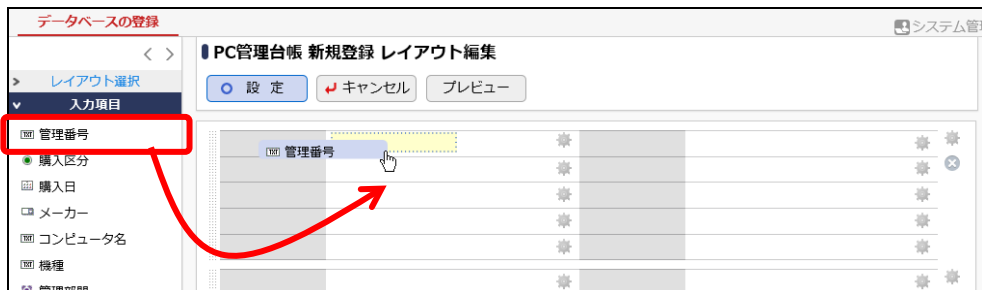 データベースの登録
システム管
PC管理台帳 新規登録 レイアウト編集
レイアウト選択
設 定
キャンセル
プレビュー
入力項目
TXT 管理番号
TXT 管理番号
購入区分
購入日
メーカー
TXT コンピュータ名
TXT 機種